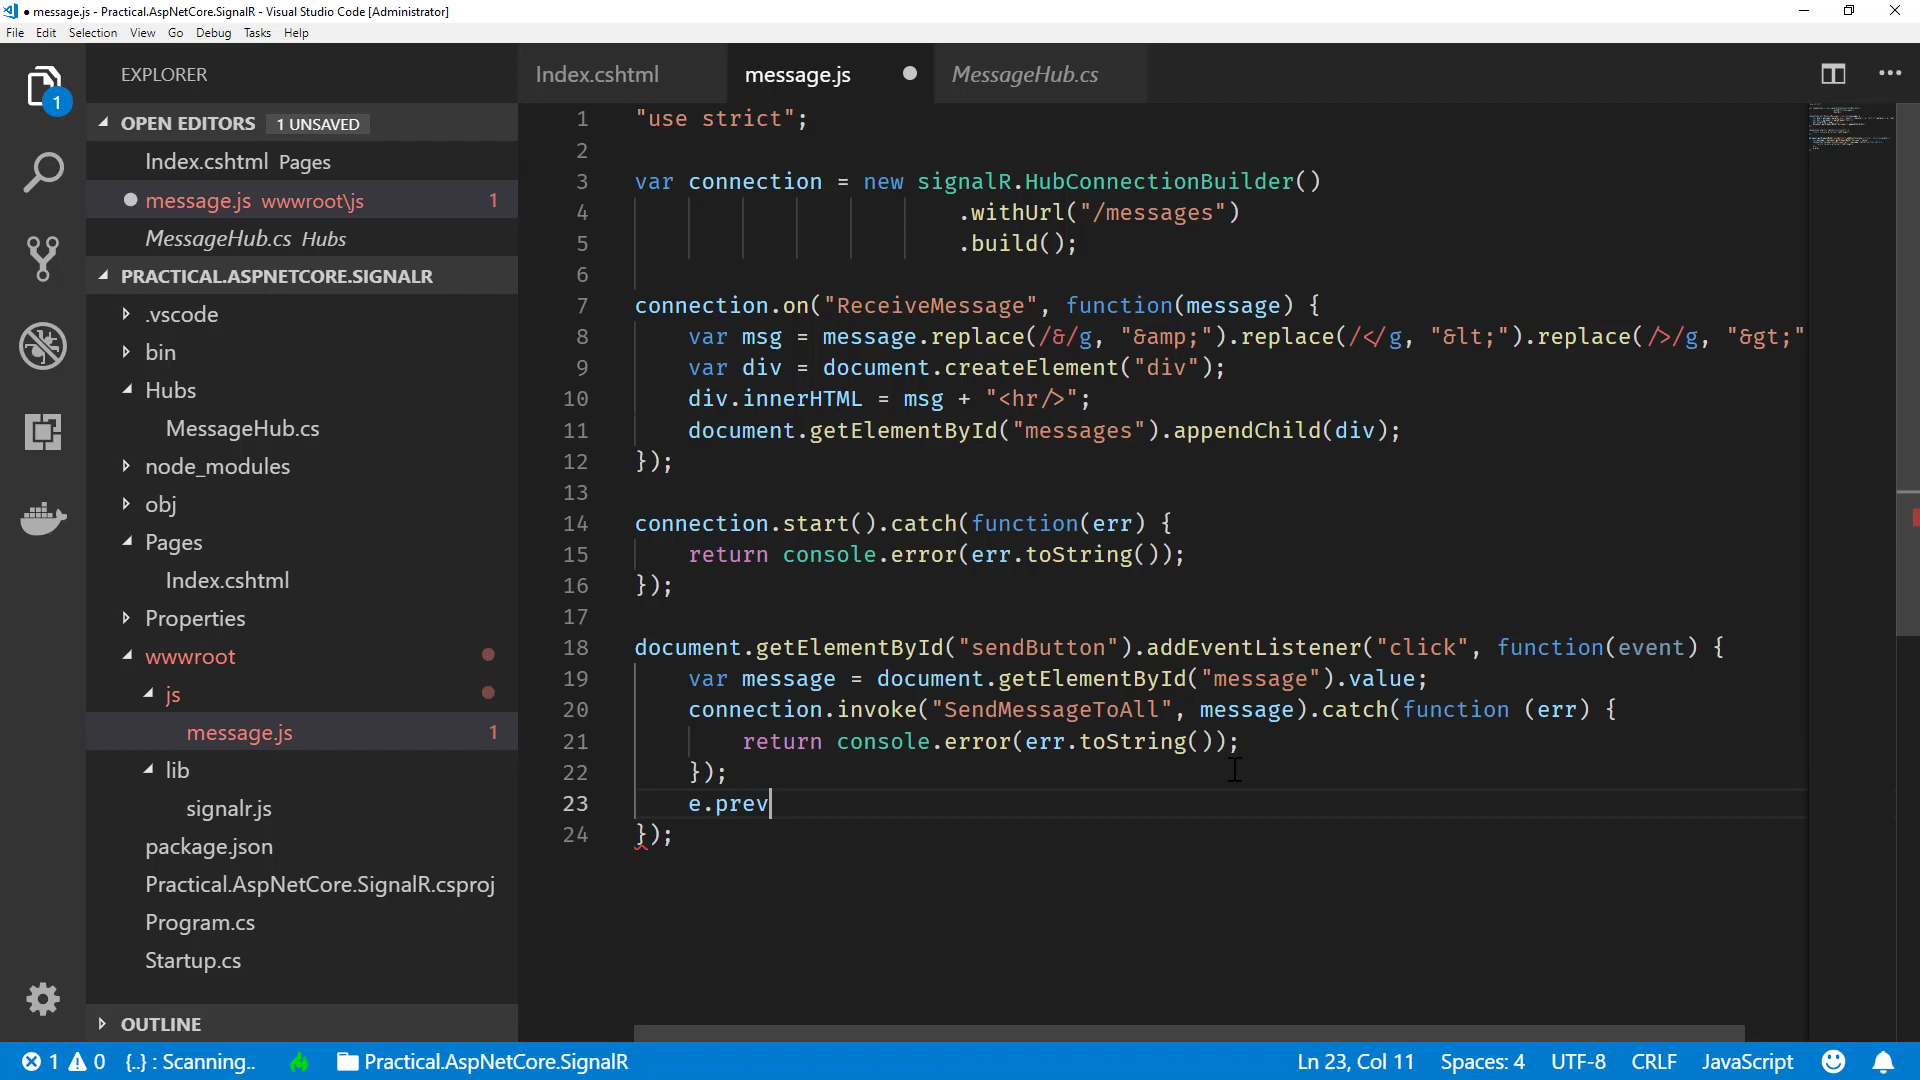 ● message.js - Practical.AspNetCore.SignalR - Visual Studio Code [Administrator]
File Edit Selection View Go Debug Tasks Help
EXPLORER
1
OPEN EDITORS 1 UNSAVED
Index.cshtml Pages
message.js wwwroot\js 1
MessageHub.cs Hubs
PRACTICAL.ASPNETCORE.SIGNALR
.vscode
bin
Hubs
MessageHub.cs
node_modules
obj
Pages
Index.cshtml
Properties
wwwroot
js
message.js 1
lib
signalr.js
package.json
Practical.AspNetCore.SignalR.csproj
Program.cs
Startup.cs
OUTLINE
Index.cshtml message.js MessageHub.cs
1 "use strict";
2
3 var connection = new signalR.HubConnectionBuilder()
4 .withUrl("/messages")
5 .build();
6
7 connection.on("ReceiveMessage", function(message) {
8 var msg = message.replace(/&/g, "&amp;").replace(/</g, "&lt;").replace(/>/g, "&gt;"
9 var div = document.createElement("div");
10 div.innerHTML = msg + "<hr/>";
11 document.getElementById("messages").appendChild(div);
12 });
13
14 connection.start().catch(function(err) {
15 return console.error(err.toString());
16 });
17
18 document.getElementById("sendButton").addEventListener("click", function(event) {
19 var message = document.getElementById("message").value;
20 connection.invoke("SendMessageToAll", message).catch(function (err) {
21 return console.error(err.toString());
22 });
23 e.prev
24 });
1 0 {..} : Scanning.. Practical.AspNetCore.SignalR Ln 23, Col 11 Spaces: 4 UTF-8 CRLF JavaScript